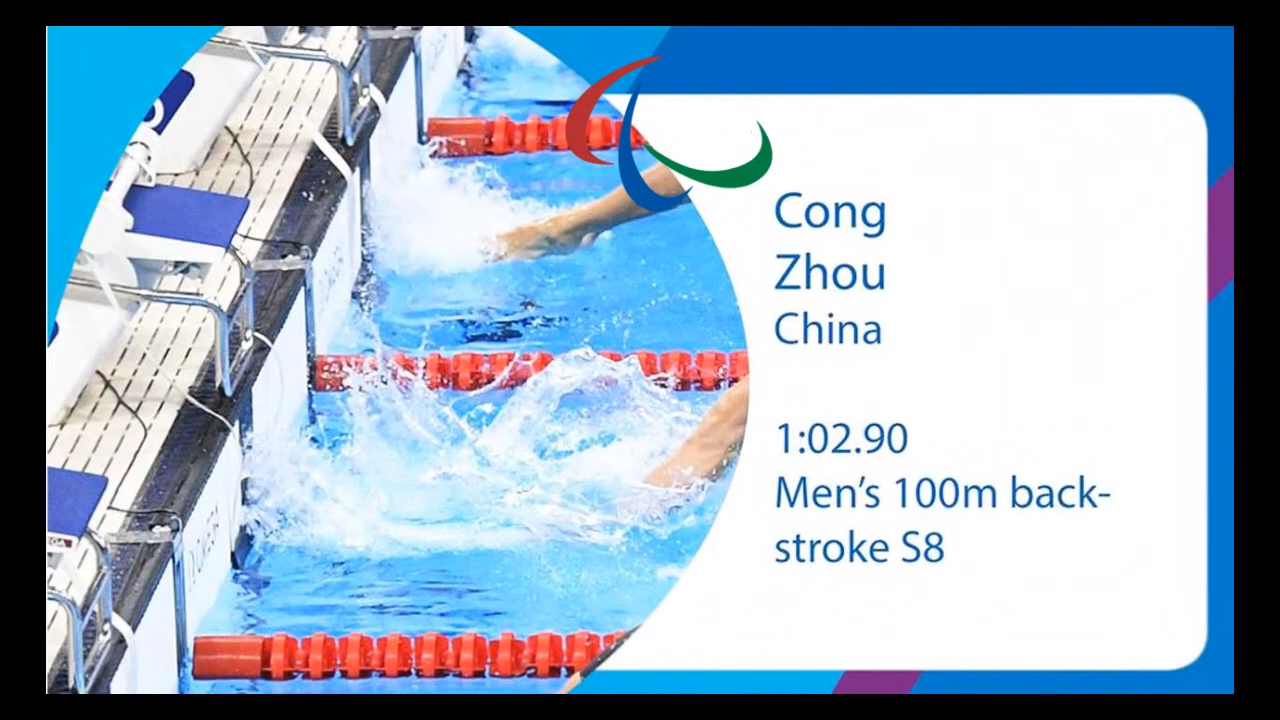 Cong
Zhou
China
1:02.90
Men’s 100m back-
stroke S8